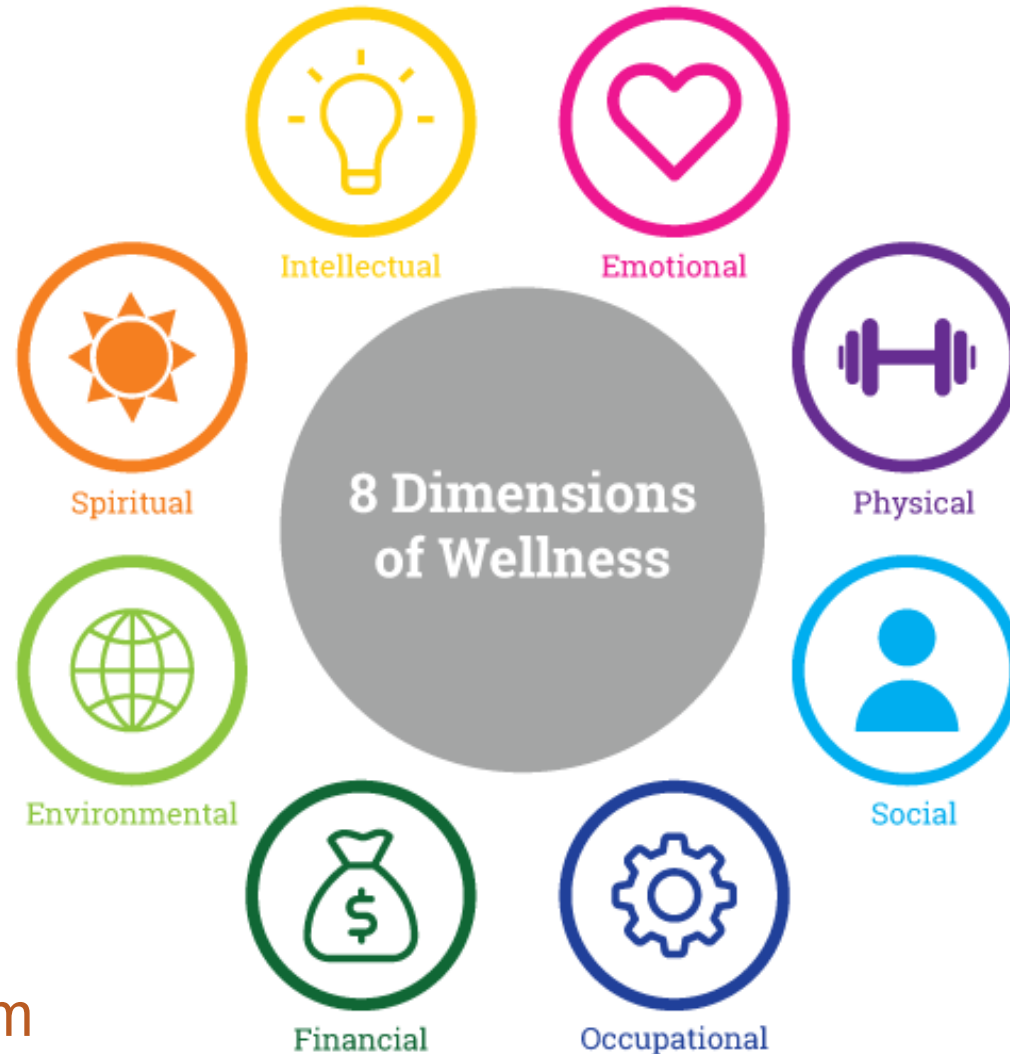 Intellectual
Emotional
Spiritual
Physical
8 Dimensions
of Wellness
Environmental
Social
$
m
Financial
Occupational